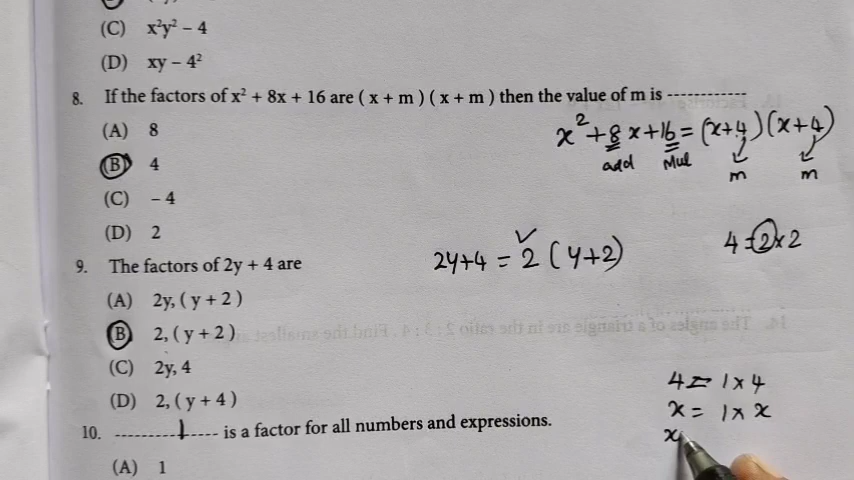 (C) x²y² – 4
(D) xy – 4²
8. If the factors of x² + 8x + 16 are ( x + m ) ( x + m ) then the value of m is ------------
(A) 8
x² + 8x + 16 = (x+4) (x+4)
add Mul m m
(B) 4
(C) – 4
(D) 2
4 = 2 x 2
9. The factors of 2y + 4 are
2y+4 = 2 (y+2)
(A) 2y, ( y + 2 )
(B) 2, ( y + 2 )
(C) 2y, 4
(D) 2, ( y + 4 )
4 = 1 x 4
x = 1 x x
x
10. ----------1----- is a factor for all numbers and expressions.
(A) 1